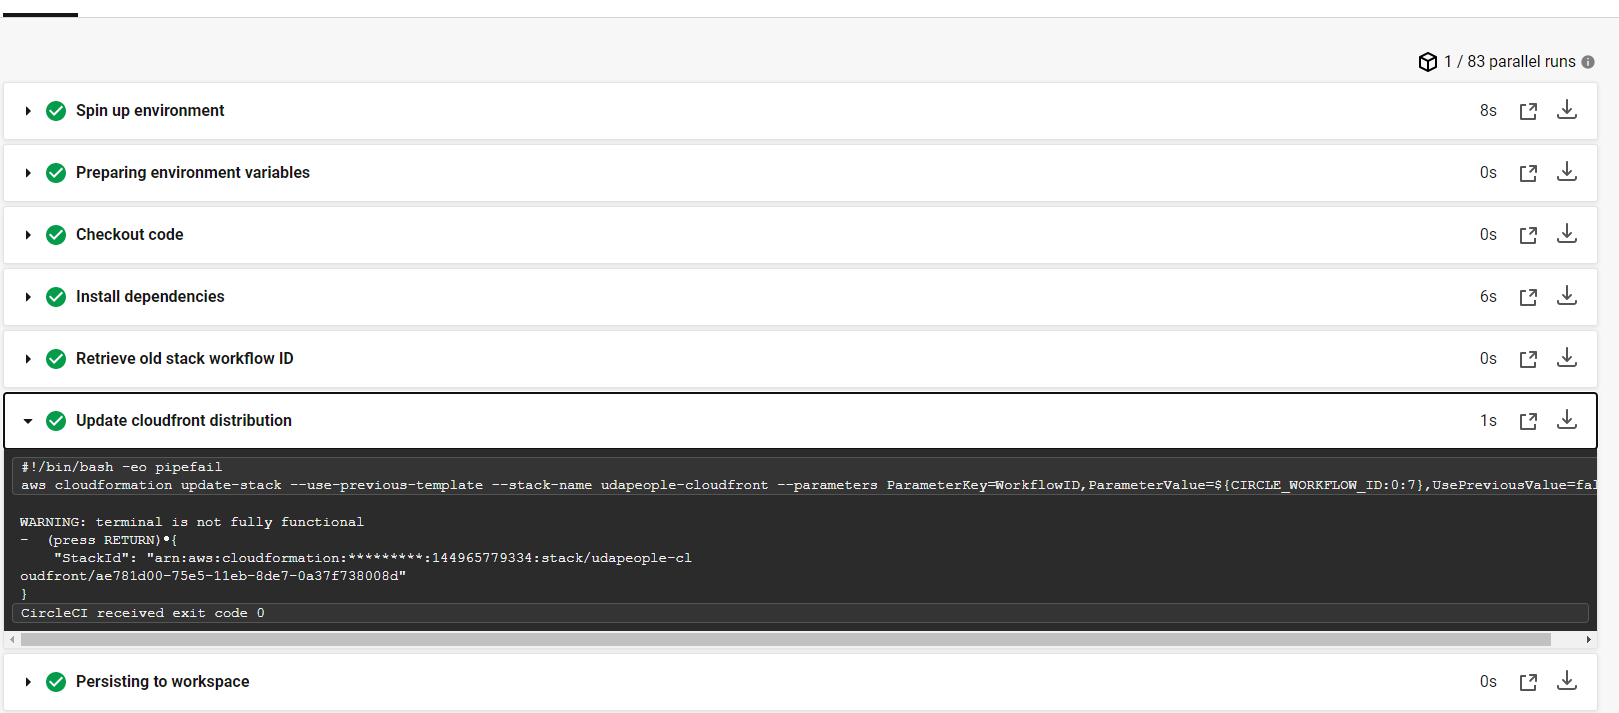 1 / 83 parallel runs
Spin up environment 8s
Preparing environment variables 0s
Checkout code 0s
Install dependencies 6s
Retrieve old stack workflow ID 0s
Update cloudfront distribution 1s
#!/bin/bash -eo pipefail
aws cloudformation update-stack --use-previous-template --stack-name udapeople-cloudfront --parameters ParameterKey=WorkflowID,ParameterValue=${CIRCLE_WORKFLOW_ID:0:7},UsePreviousValue=fal
WARNING: terminal is not fully functional
- (press RETURN)•{
"StackId": "arn:aws:cloudformation:*********:144965779334:stack/udapeople-cl
oudfront/ae781d00-75e5-11eb-8de7-0a37f738008d"
}
CircleCI received exit code 0
Persisting to workspace 0s